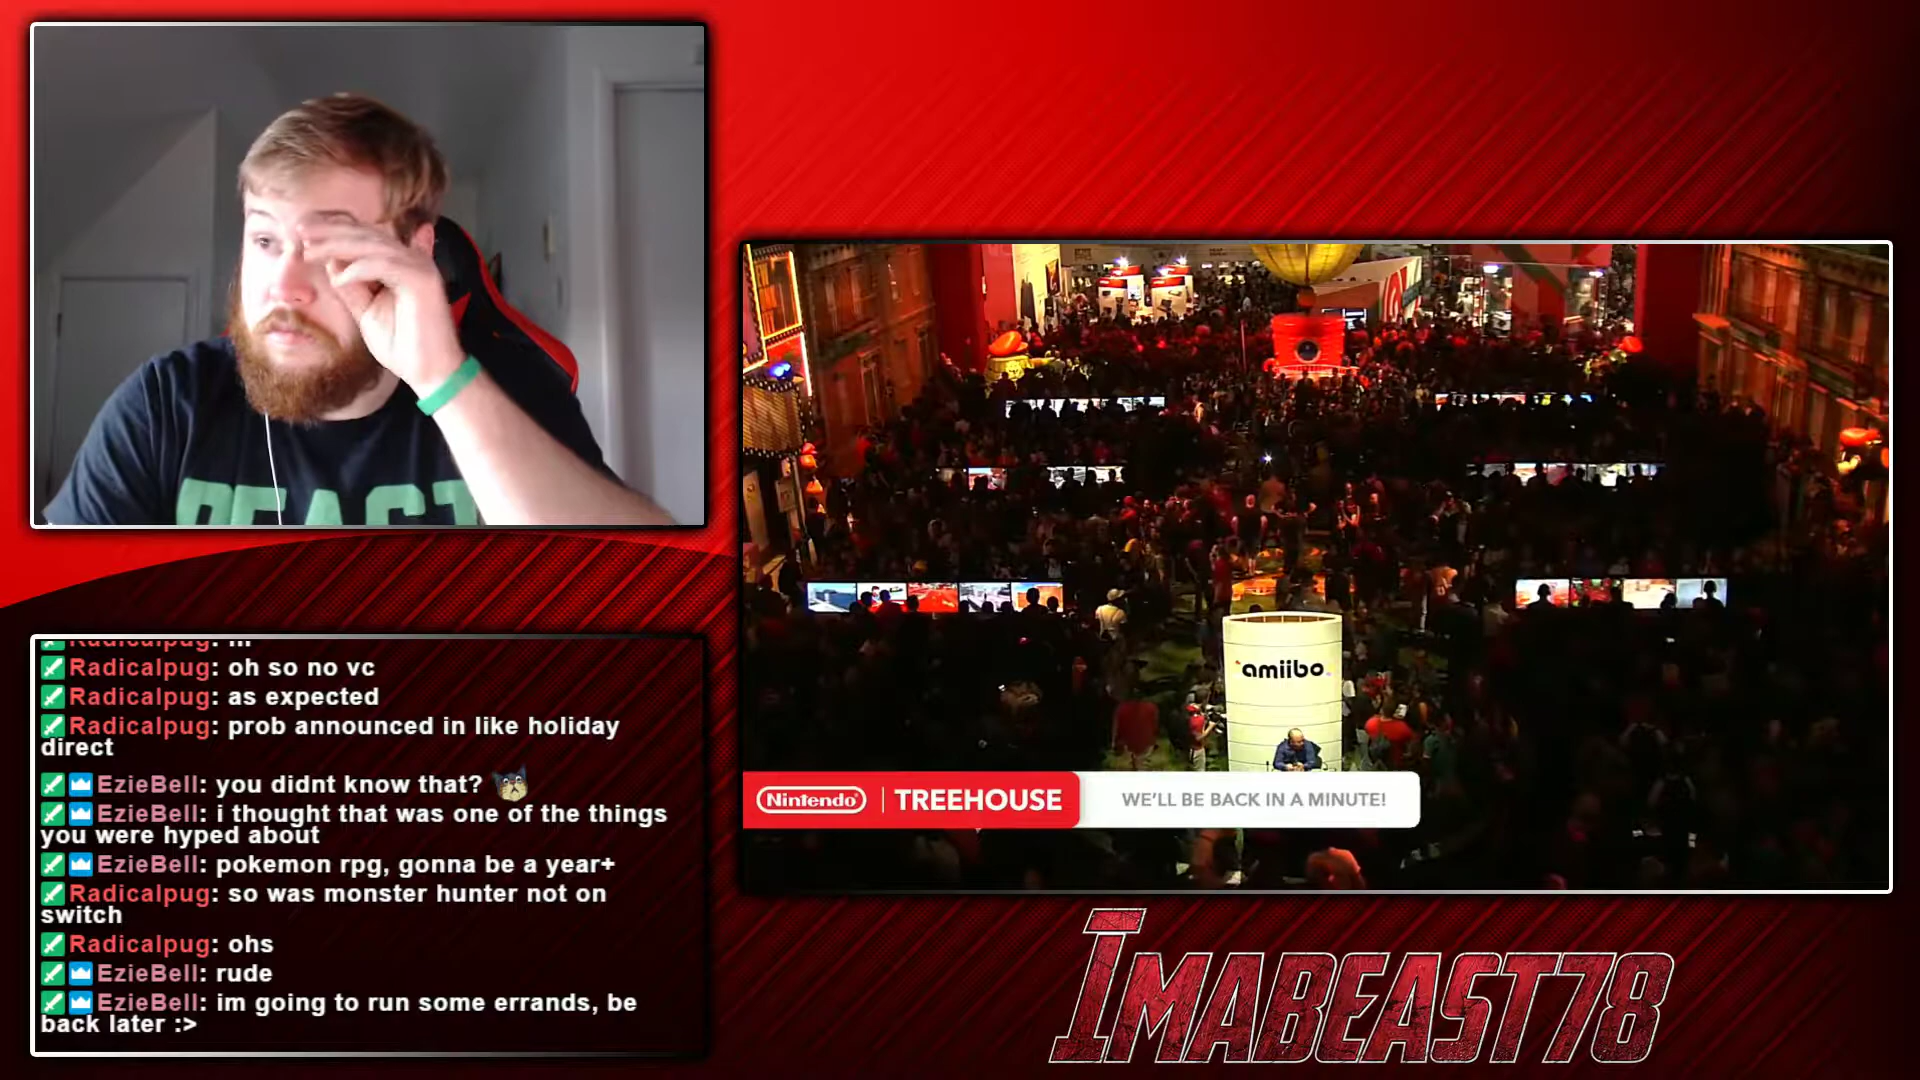 BEAST
Radicalpug:
Radicalpug: oh so no vc
Radicalpug: as expected
Radicalpug: prob announced in like holiday
direct
EzieBell: you didnt know that?
EzieBell: i thought that was one of the things
you were hyped about
EzieBell: pokemon rpg, gonna be a year+
Radicalpug: so was monster hunter not on
switch
Radicalpug: ohs
EzieBell: rude
EzieBell: im going to run some errands, be
back later :>
amiibo
Nintendo | TREEHOUSE
WE'LL BE BACK IN A MINUTE!
IMABEAST78